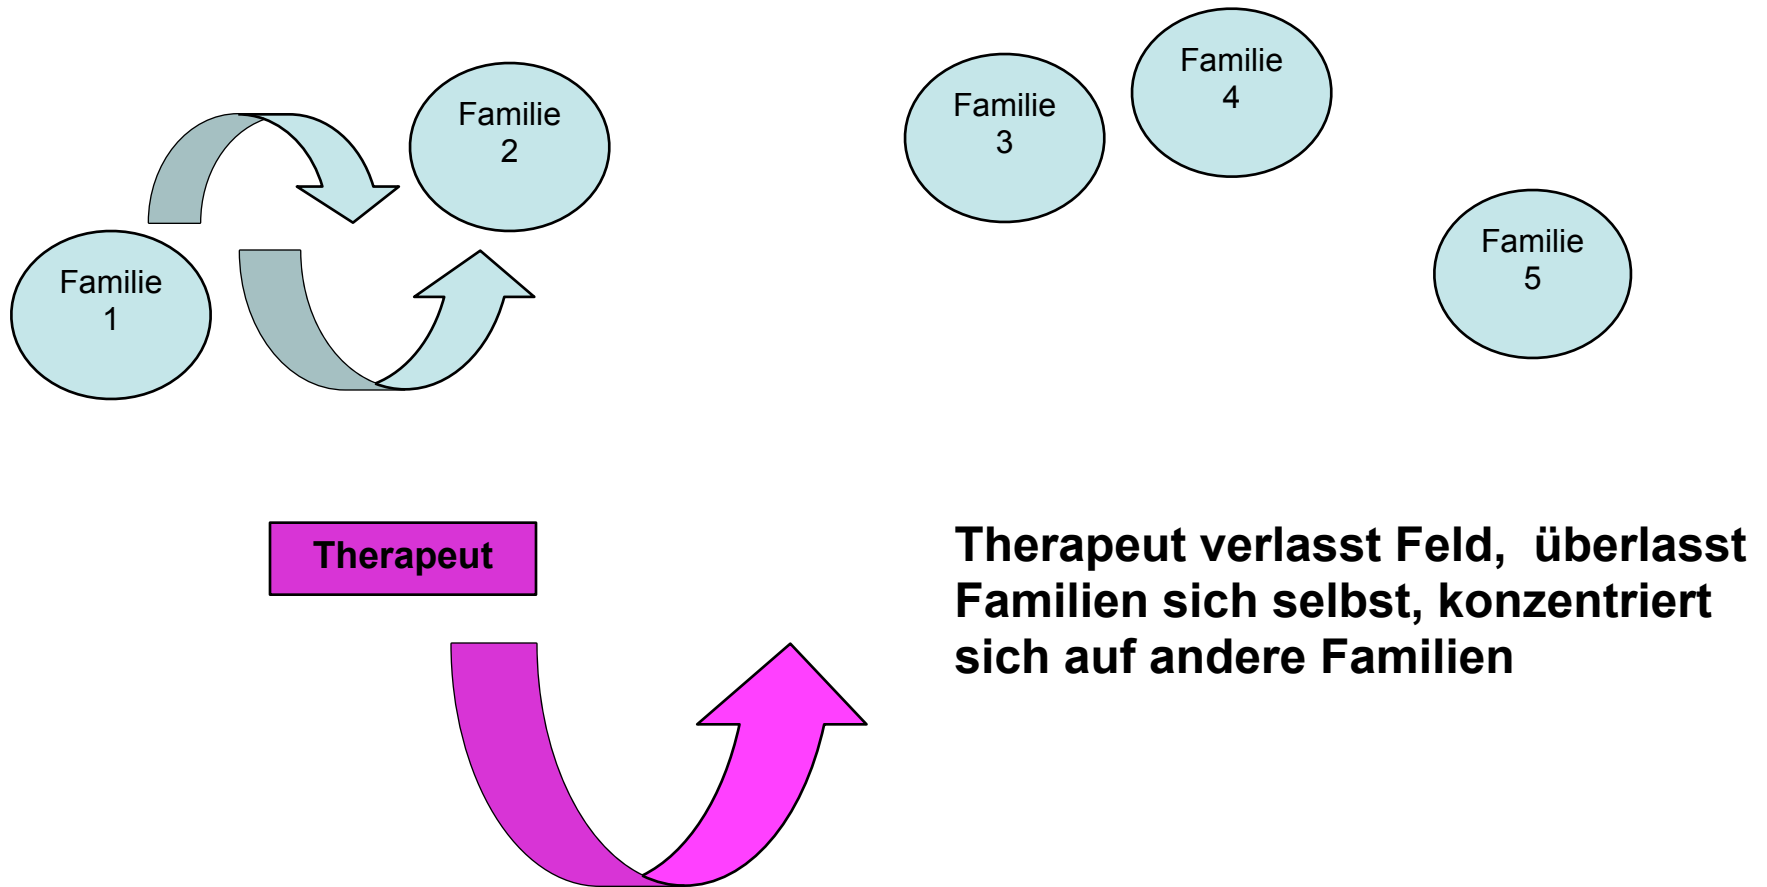 Familie
1
Familie
2
Familie
3
Familie
4
Familie
5
Therapeut
Therapeut verlasst Feld,  überlasst
Familien sich selbst, konzentriert
sich auf andere Familien